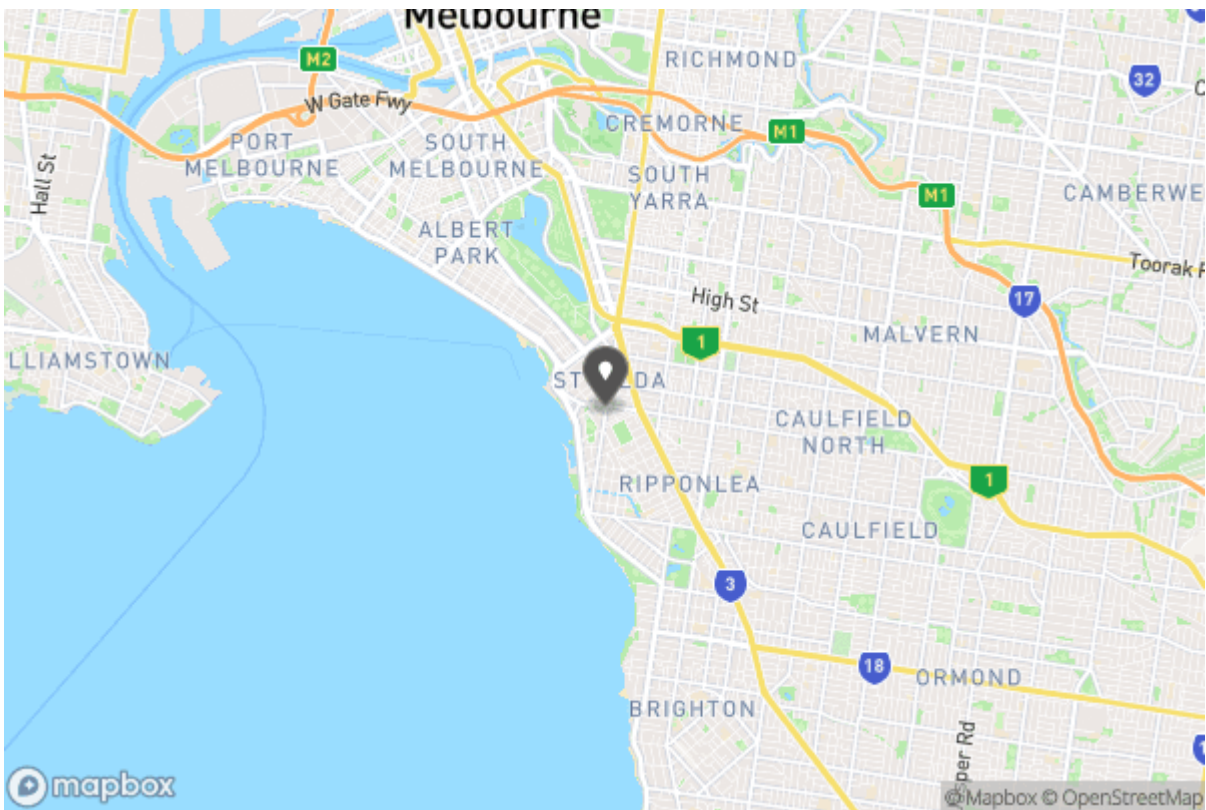 Melbourne
M2
RICHMOND
32
W Gate Fwy
CREMORNE
M1
PORT
MELBOURNE
SOUTH
MELBOURNE
Hall St
SOUTH
YARRA
M1
CAMBERWE
ALBERT
PARK
Toorak
High St
17
1
MALVERN
LLIAMSTOWN
CAULFIELD
NORTH
RIPPONLEA
1
CAULFIELD
3
18
ORMOND
BRIGHTON
sper Rd
mapbox
© Mapbox © OpenStreetMap